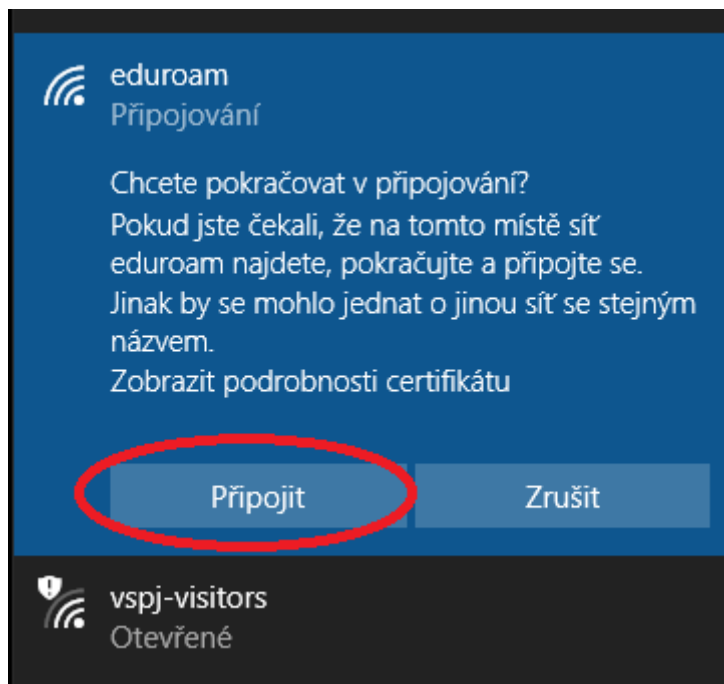 eduroam
Připojování
Chcete pokračovat v připojování?
Pokud jste čekali, že na tomto místě síť
eduroam najdete, pokračujte a připojte se.
Jinak by se mohlo jednat o jinou síť se stejným
názvem.
Zobrazit podrobnosti certifikátu
Připojit
Zrušit
vspj-visitors
Otevřené